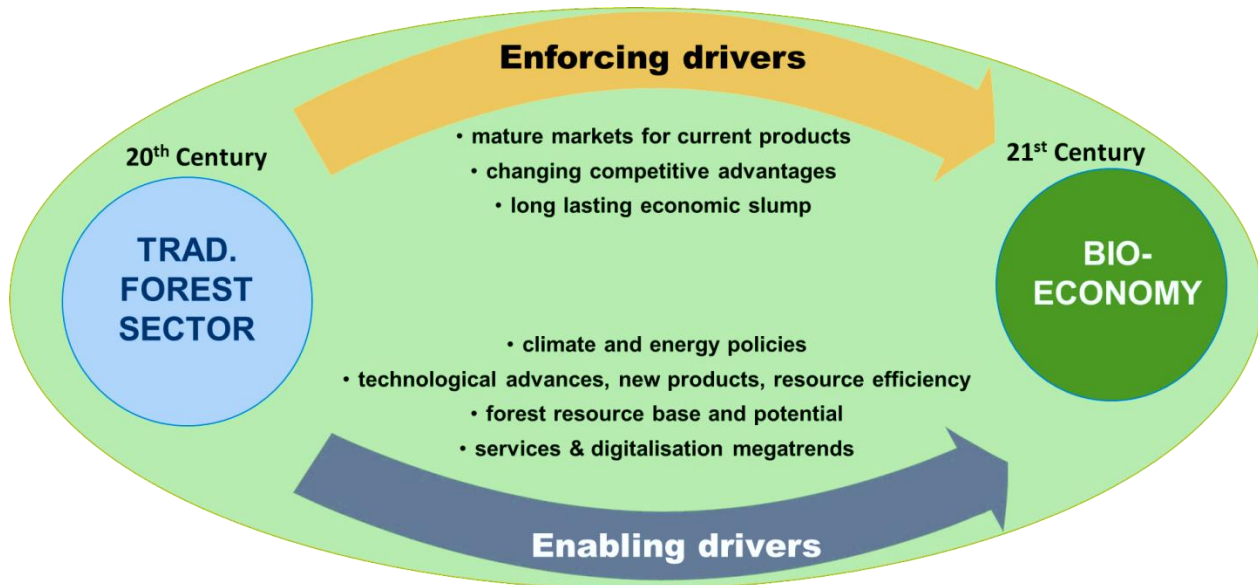 Enforcing drivers
• mature markets for current products
• changing competitive advantages
• long lasting economic slump
20th Century
TRAD.
FOREST
SECTOR
21st Century
BIO-
ECONOMY
• climate and energy policies
• technological advances, new products, resource efficiency
• forest resource base and potential
• services & digitalisation megatrends
Enabling drivers